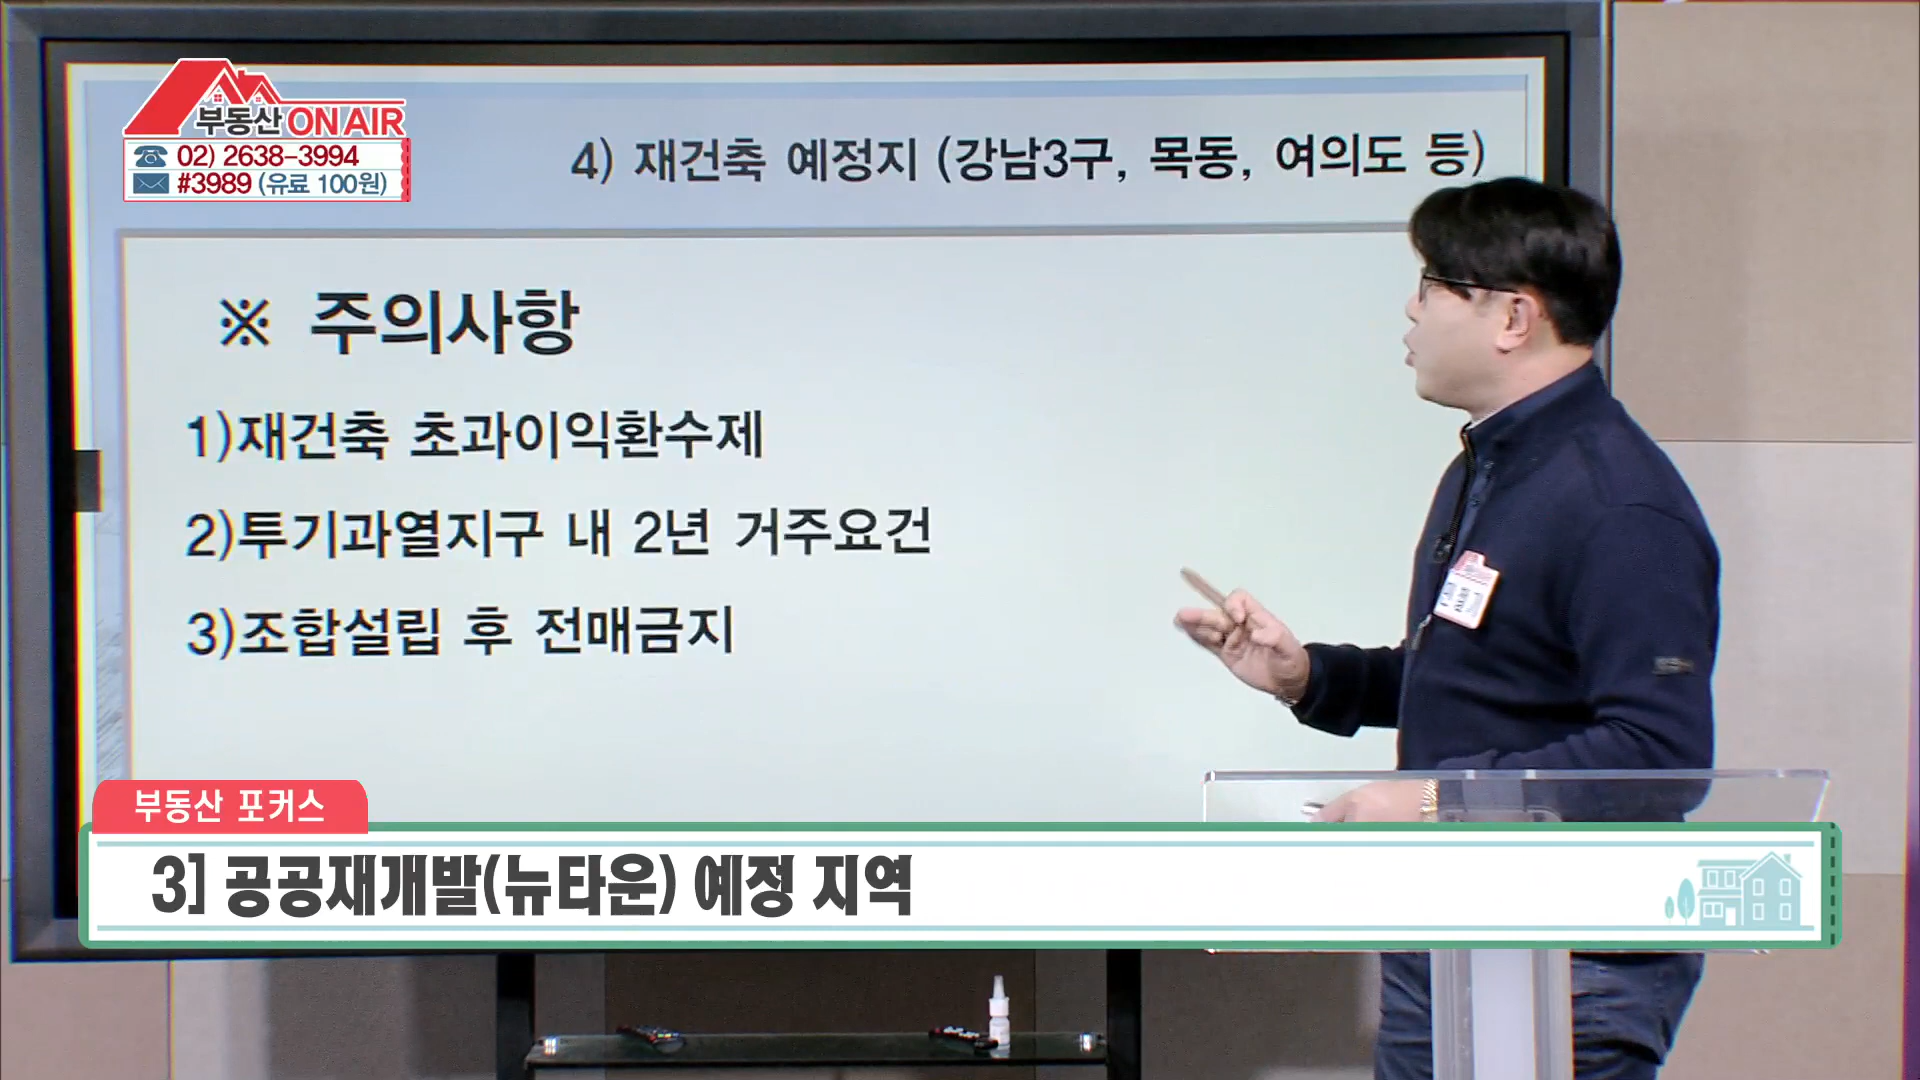 부동산 ON AIR
02) 2638-3994
#3989 (유료 100원)
4) 재건축 예정지 (강남3구, 목동, 여의도 등)
※ 주의사항
1)재건축 초과이익환수제
2)투기과열지구 내 2년 거주요건
3)조합설립 후 전매금지
부동산 포커스
3] 공공재개발(뉴타운) 예정 지역